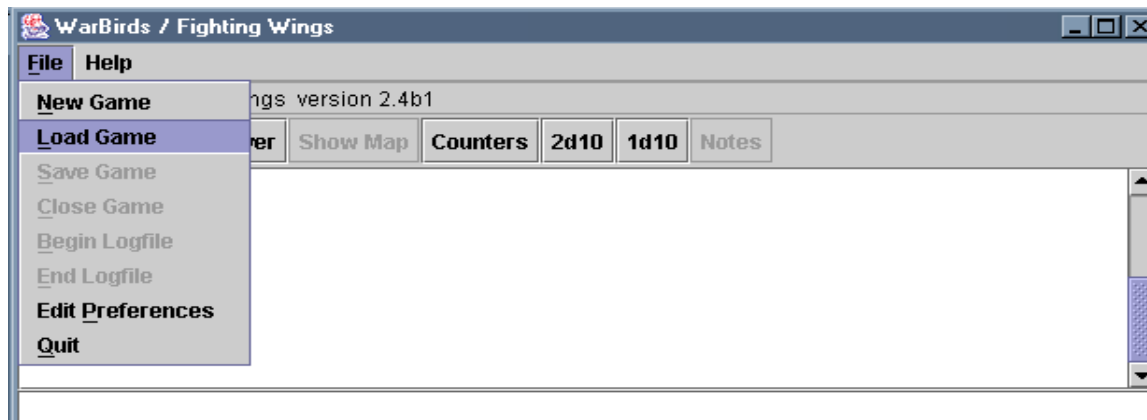 WarBirds / Fighting Wings
File Help
New Game
ngs version 2.4b1
Load Game
Show Map Counters 2d10 1d10 Notes
Save Game
Close Game
Begin Logfile
End Logfile
Edit Preferences
Quit